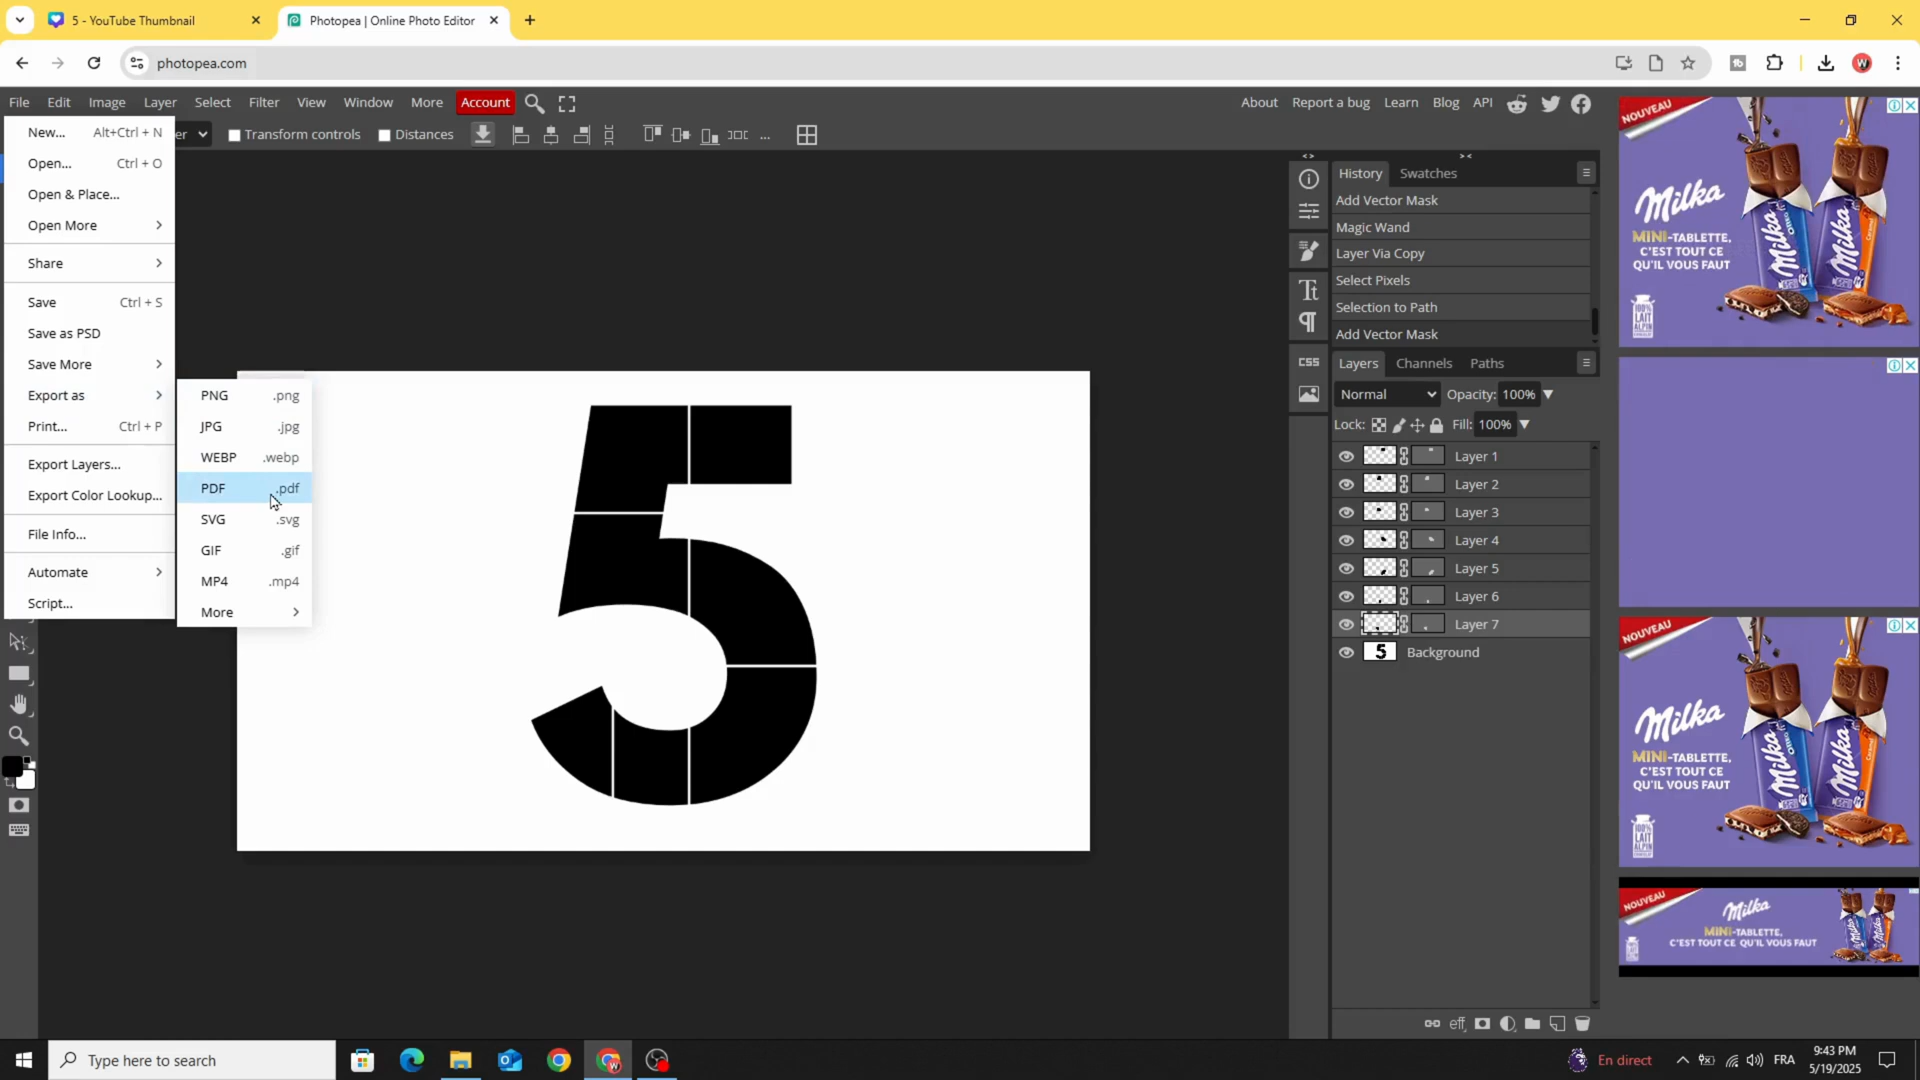 5 - YouTube Thumbnail
Photopea | Online Photo Editor
photopea.com
File Edit Image Layer Select Filter View Window More Account
About Report a bug Learn Blog API
Transform controls Distances
New... Alt+Ctrl + N
Open... Ctrl + O
Open & Place...
Open More
Share
Save Ctrl + S
Save as PSD
Save More
Export as
Print... Ctrl + P
Export Layers...
Export Color Lookup...
File Info...
Automate
Script...
PNG .png
JPG .jpg
WEBP .webp
PDF .pdf
SVG .svg
GIF .gif
MP4 .mp4
More
5
History Swatches
Add Vector Mask
Magic Wand
Layer Via Copy
Select Pixels
Selection to Path
Add Vector Mask
CSS
Layers Channels Paths
Normal Opacity: 100%
Lock: Fill: 100%
Layer 1
Layer 2
Layer 3
Layer 4
Layer 5
Layer 6
Layer 7
5 Background
eff
NOUVEAU
Milka
MINI-TABLETTE,
C'EST TOUT CE
QU'IL VOUS FAUT
100%
LAIT
ALPIN
NOUVEAU
Milka
MINI-TABLETTE,
C'EST TOUT CE
QU'IL VOUS FAUT
100%
LAIT
ALPIN
NOUVEAU
Milka
MINI-TABLETTE,
C'EST TOUT CE QU'IL VOUS FAUT
Type here to search
En direct
FRA
9:43 PM
5/19/2025